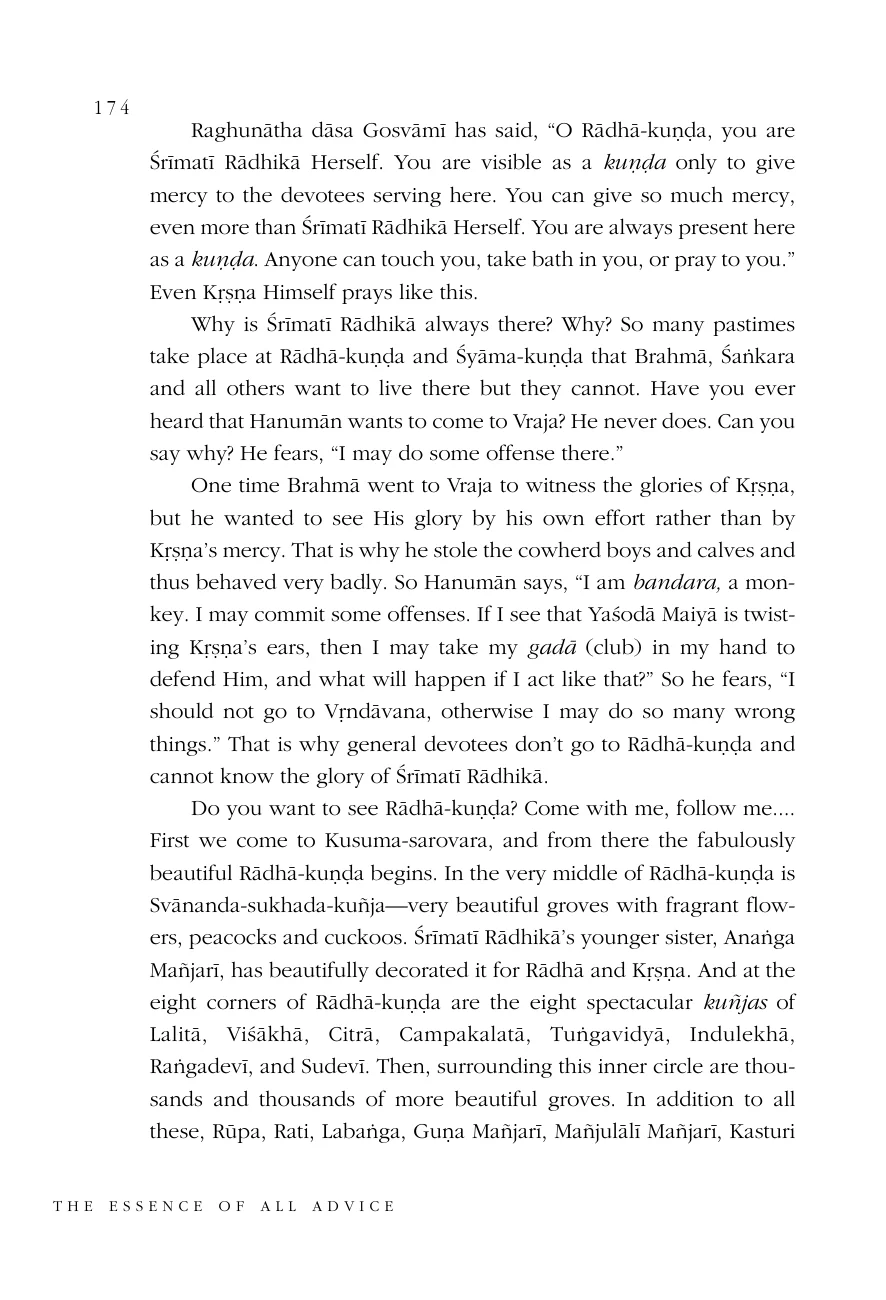 174
Raghunātha dāsa Gosvāmī has said, “O Rādhā-kuṇḍa, you are
Śrīmatī Rādhikā Herself. You are visible as a kuṇḍa only to give
mercy to the devotees serving here. You can give so much mercy,
even more than Śrīmatī Rādhikā Herself. You are always present here
as a kuṇḍa. Anyone can touch you, take bath in you, or pray to you.”
Even Kṛṣṇa Himself prays like this.
Why is Śrīmatī Rādhikā always there? Why? So many pastimes
take place at Rādhā-kuṇḍa and Śyāma-kuṇḍa that Brahmā, Śaṅkara
and all others want to live there but they cannot. Have you ever
heard that Hanumān wants to come to Vraja? He never does. Can you
say why? He fears, “I may do some offense there.”
One time Brahmā went to Vraja to witness the glories of Kṛṣṇa,
but he wanted to see His glory by his own effort rather than by
Kṛṣṇa’s mercy. That is why he stole the cowherd boys and calves and
thus behaved very badly. So Hanumān says, “I am bandara, a mon-
key. I may commit some offenses. If I see that Yaśodā Maiyā is twist-
ing Kṛṣṇa’s ears, then I may take my gadā (club) in my hand to
defend Him, and what will happen if I act like that?” So he fears, “I
should not go to Vṛndāvana, otherwise I may do so many wrong
things.” That is why general devotees don’t go to Rādhā-kuṇḍa and
cannot know the glory of Śrīmatī Rādhikā.
Do you want to see Rādhā-kuṇḍa? Come with me, follow me....
First we come to Kusuma-sarovara, and from there the fabulously
beautiful Rādhā-kuṇḍa begins. In the very middle of Rādhā-kuṇḍa is
Svānanda-sukhada-kuñja—very beautiful groves with fragrant flow-
ers, peacocks and cuckoos. Śrīmatī Rādhikā’s younger sister, Anaṅga
Mañjarī, has beautifully decorated it for Rādhā and Kṛṣṇa. And at the
eight corners of Rādhā-kuṇḍa are the eight spectacular kuñjas of
Lalitā, Viśākhā, Citrā, Campakalatā, Tuṅgavidyā, Indulekhā,
Raṅgadevī, and Sudevī. Then, surrounding this inner circle are thou-
sands and thousands of more beautiful groves. In addition to all
these, Rūpa, Rati, Labaṅga, Guṇa Mañjarī, Mañjulālī Mañjarī, Kasturi
THE ESSENCE OF ALL ADVICE